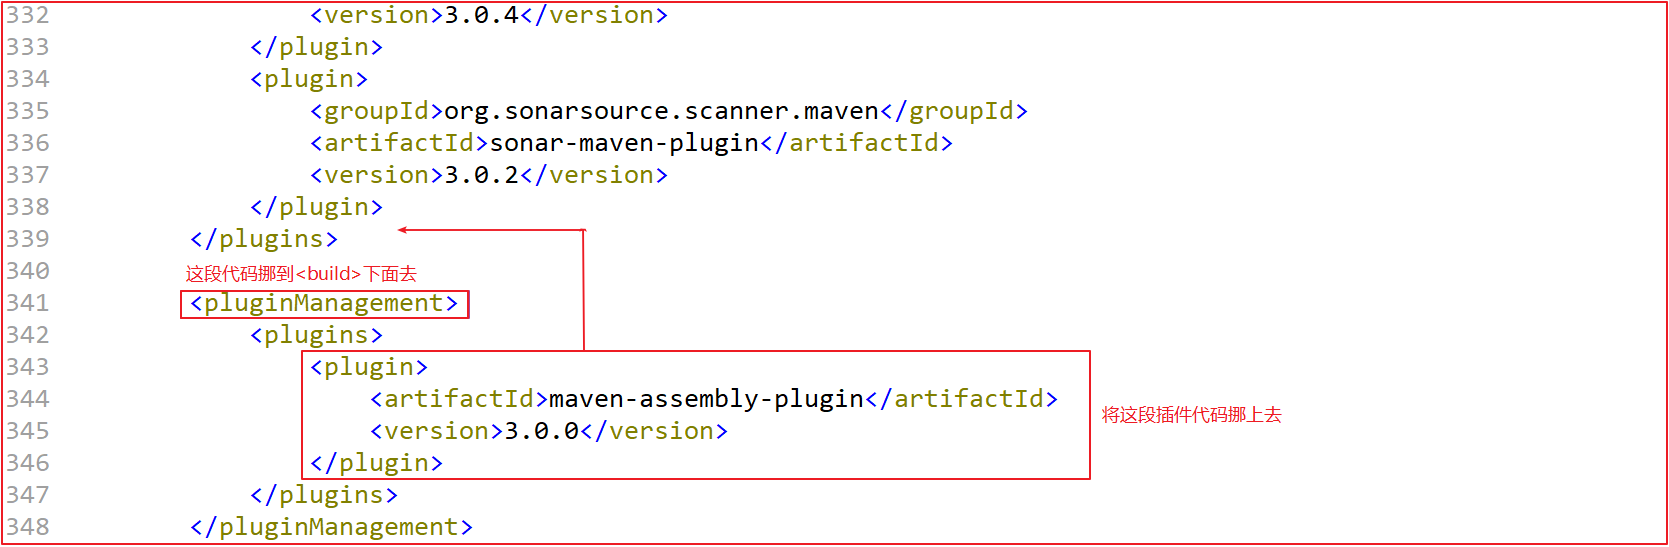 332 <version>3.0.4</version>
333 </plugin>
334 <plugin>
335 <groupId>org.sonarsource.scanner.maven</groupId>
336 <artifactId>sonar-maven-plugin</artifactId>
337 <version>3.0.2</version>
338 </plugin>
339 </plugins>
340 这段代码挪到<build>下面去
341 <pluginManagement>
342 <plugins>
343 <plugin>
344 <artifactId>maven-assembly-plugin</artifactId>
将这段插件代码挪上去
345 <version>3.0.0</version>
346 </plugin>
347 </plugins>
348 </pluginManagement>